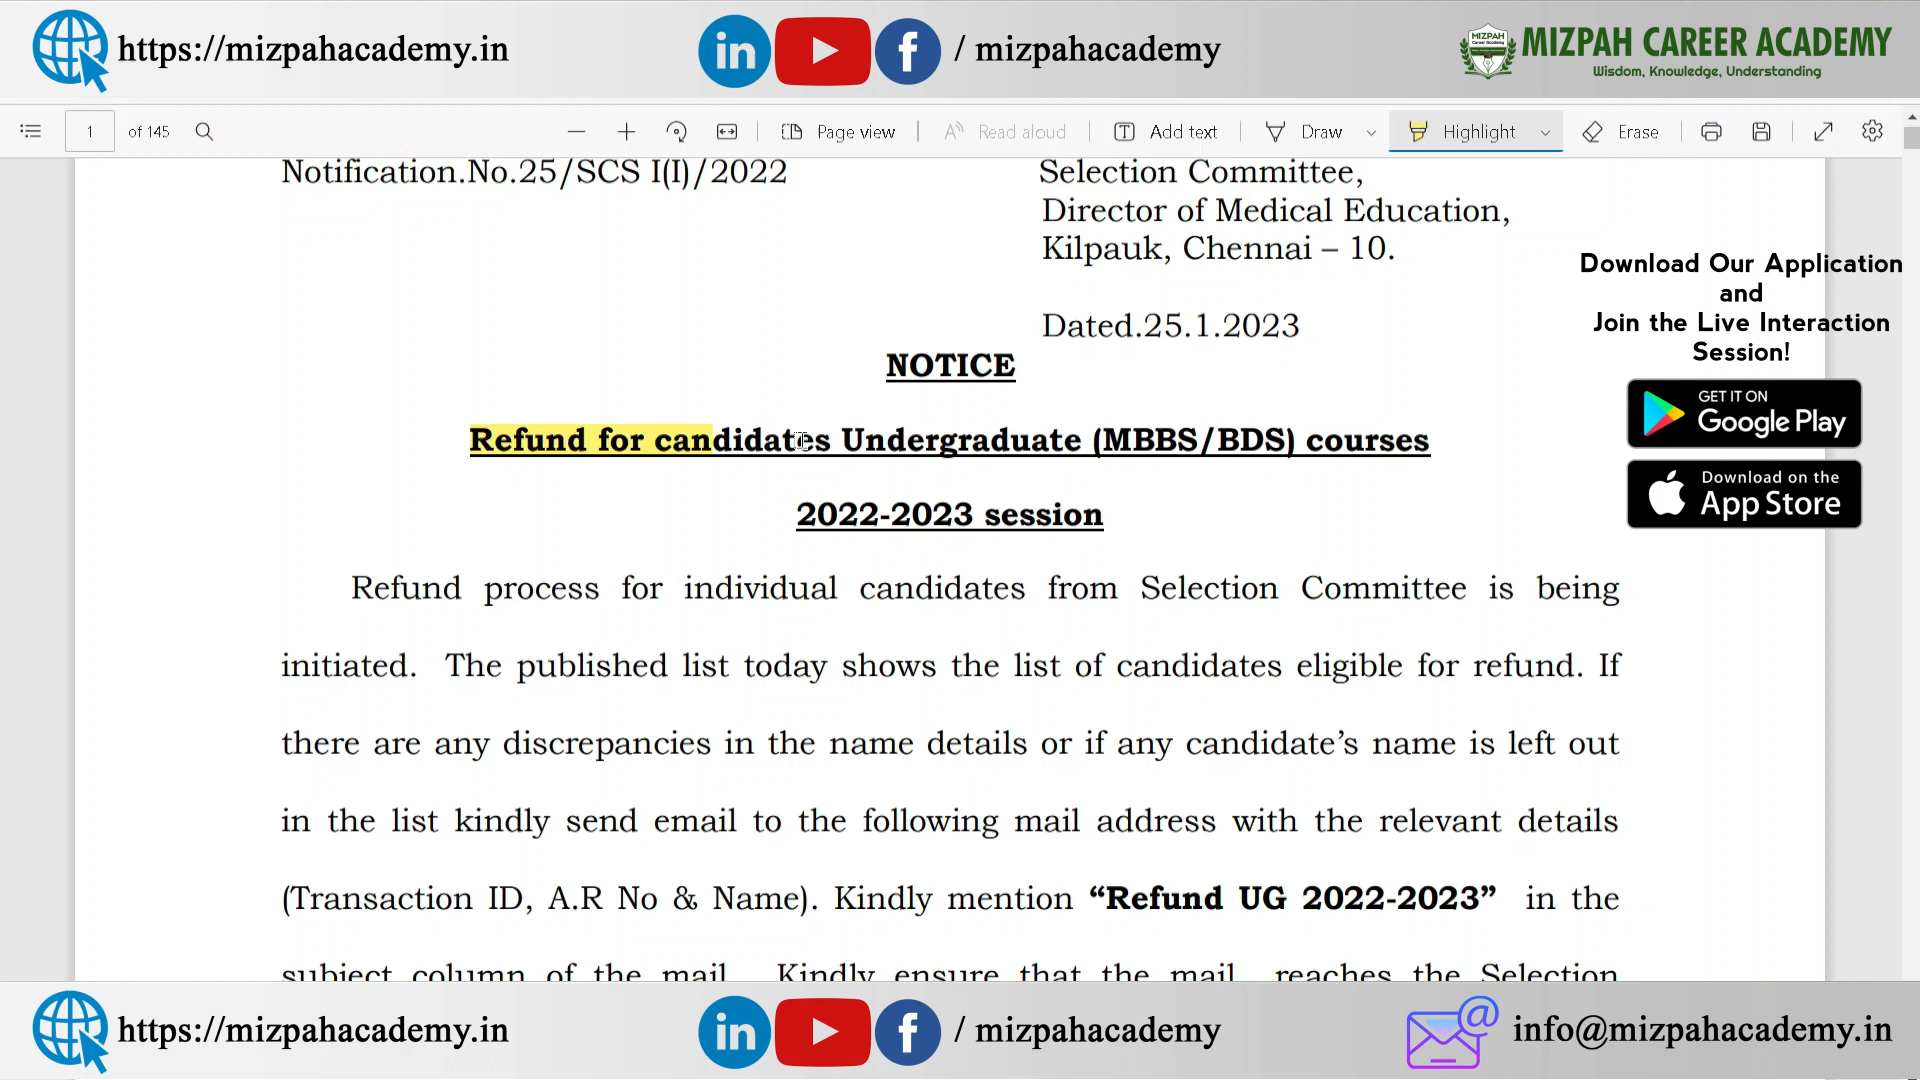 https://mizpahacademy.in
in f / mizpahacademy
MIZPAH Career Academy
MIZPAH CAREER ACADEMY
Wisdom, Knowledge, Understanding
1 of 145
Page view
Read aloud
Add text
Draw
Highlight
Erase
Notification.No.25/SCS I(I)/2022
Selection Committee,
Director of Medical Education,
Kilpauk, Chennai – 10.
Dated.25.1.2023
Download Our Application
and
Join the Live Interaction
Session!
GET IT ON
Google Play
Download on the
App Store
NOTICE
Refund for candidates Undergraduate (MBBS/BDS) courses
2022-2023 session
Refund process for individual candidates from Selection Committee is being
initiated. The published list today shows the list of candidates eligible for refund. If
there are any discrepancies in the name details or if any candidate’s name is left out
in the list kindly send email to the following mail address with the relevant details
(Transaction ID, A.R No & Name). Kindly mention “Refund UG 2022-2023” in the
subject column of the mail. Kindly ensure that the mail reaches the Selection
https://mizpahacademy.in
in f / mizpahacademy
@
info@mizpahacademy.in